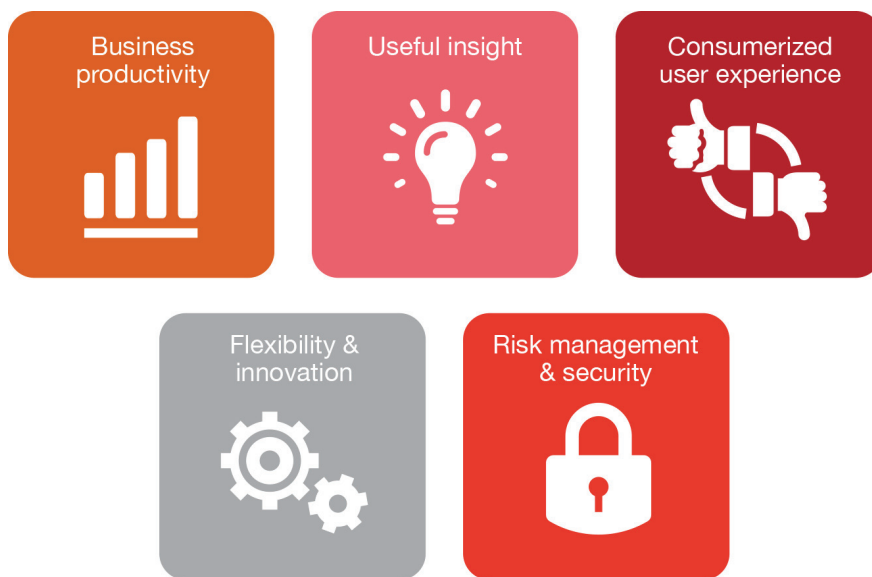 Business
productivity
Useful insight
Consumerized
user experience
Flexibility &
innovation
Risk management
& security